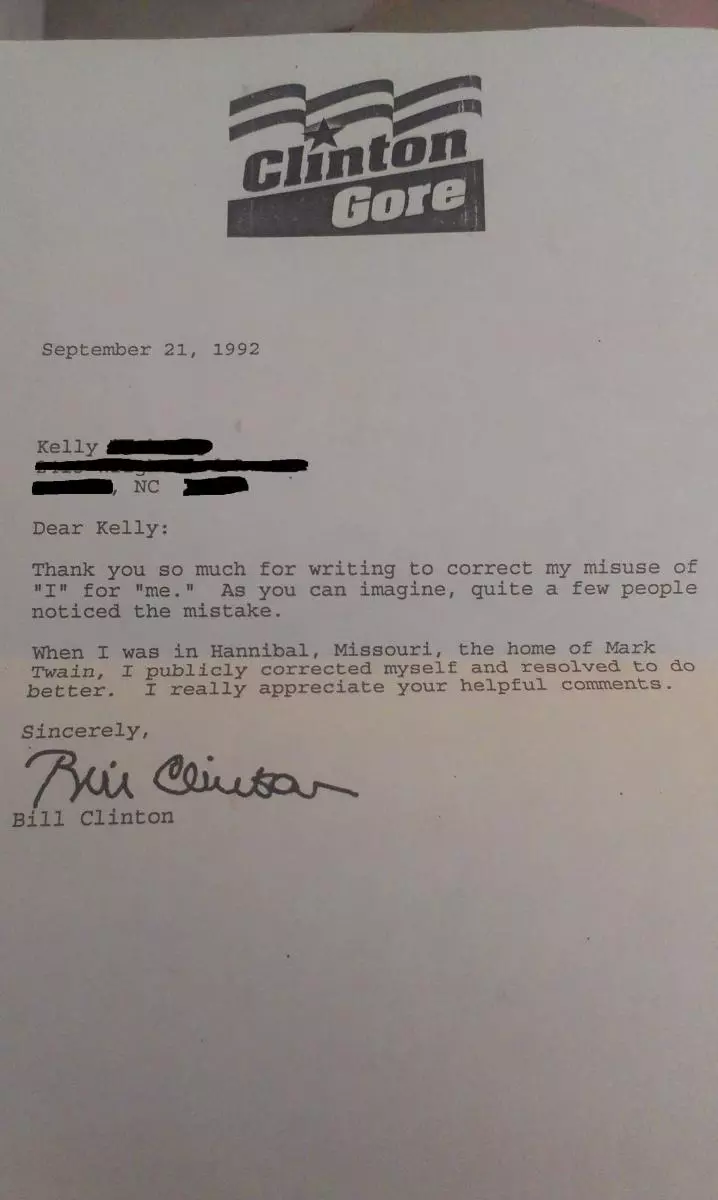 Clinton
Gore
September 21, 1992
Kelly
, NC
Dear Kelly:
Thank you so much for writing to correct my misuse of
"I" for "me." As you can imagine, quite a few people
noticed the mistake.
When I was in Hannibal, Missouri, the home of Mark
Twain, I publicly corrected myself and resolved to do
better. I really appreciate your helpful comments.
Sincerely,
Bill Clinton
Bill Clinton